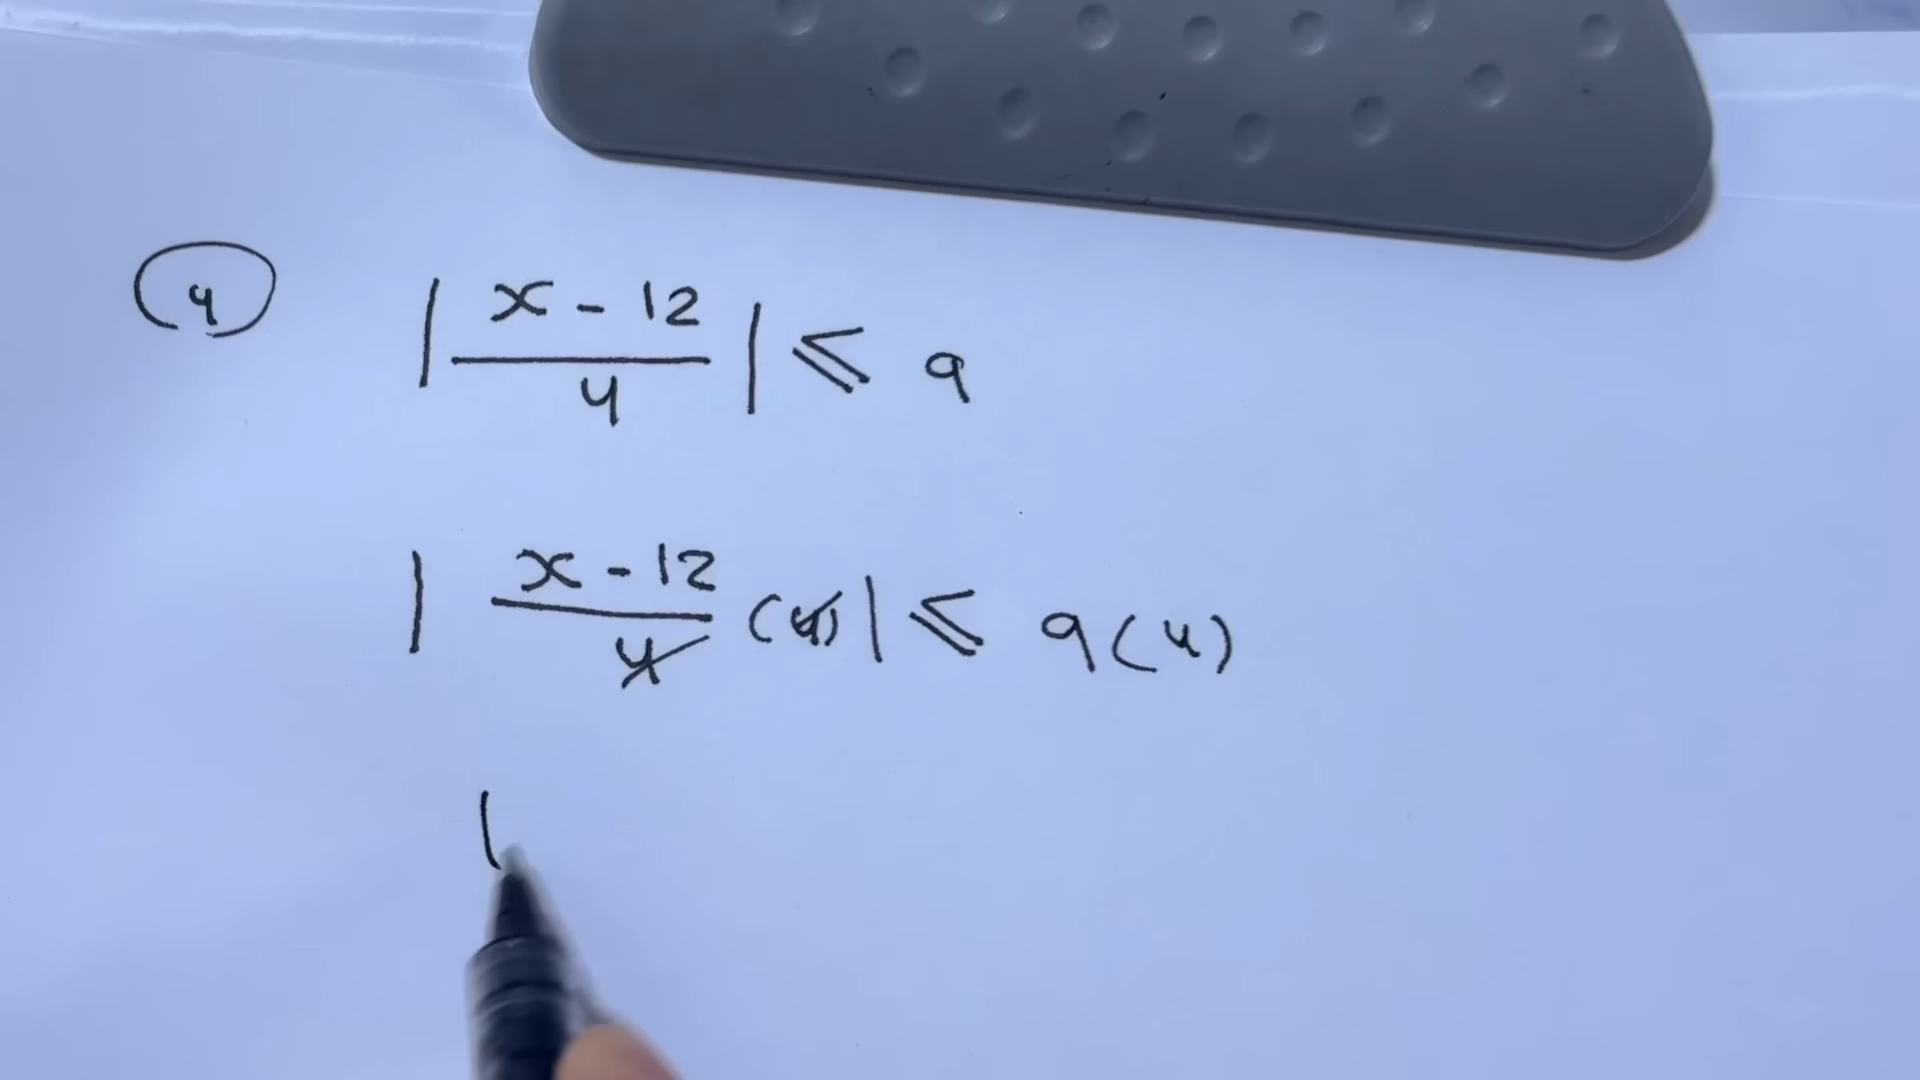 4 | x - 12 / 4 | ≤ 9
| x - 12 / 4 (4) | ≤ 9(4)
|